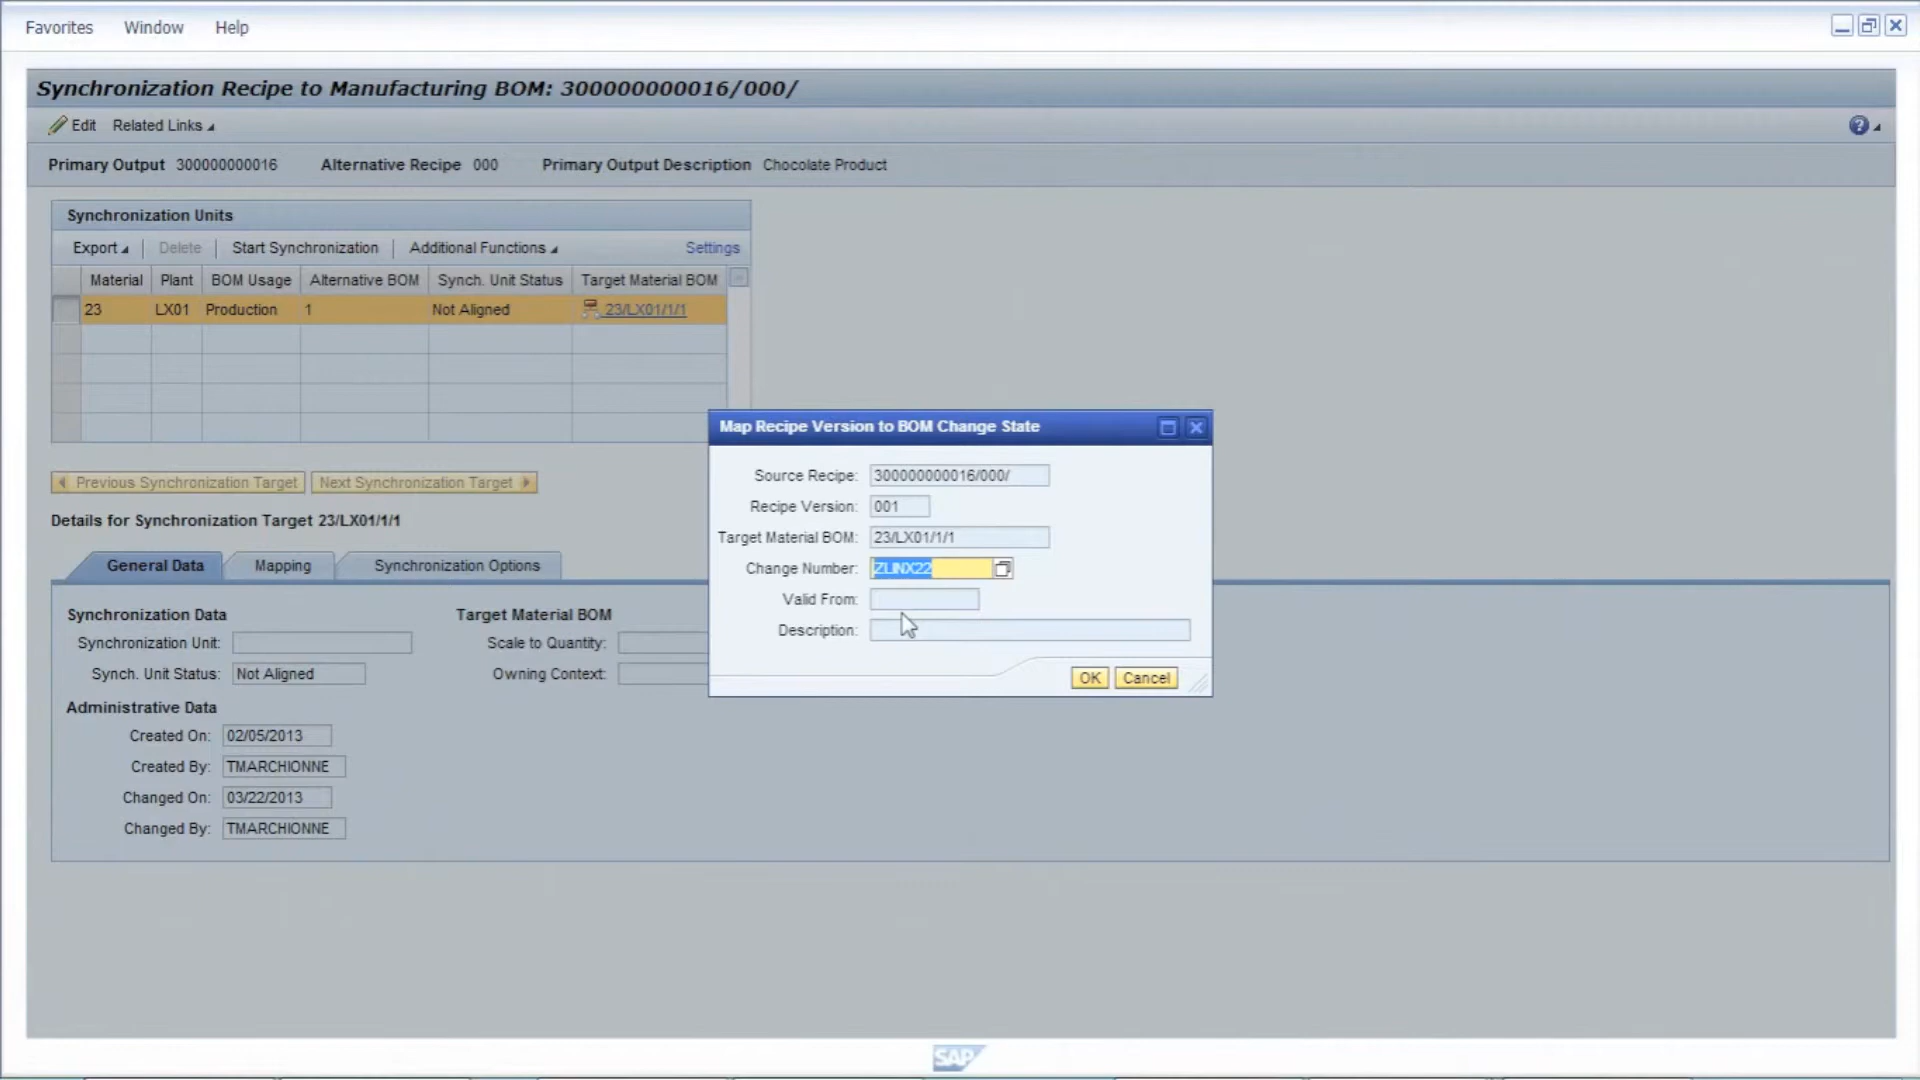 Favorites Window Help
Synchronization Recipe to Manufacturing BOM: 300000000016/000/
Edit Related Links
Primary Output 300000000016 Alternative Recipe 000 Primary Output Description Chocolate Product
Synchronization Units
Export Delete Start Synchronization Additional Functions Settings
Material Plant BOM Usage Alternative BOM Synch. Unit Status Target Material BOM
23 LX01 Production 1 Not Aligned 23/LX01/1/1
Previous Synchronization Target Next Synchronization Target
Details for Synchronization Target 23/LX01/1/1
General Data Mapping Synchronization Options
Synchronization Data Target Material BOM
Synchronization Unit: Scale to Quantity:
Synch. Unit Status: Not Aligned Owning Context:
Administrative Data
Created On: 02/05/2013
Created By: TMARCHIONNE
Changed On: 03/22/2013
Changed By: TMARCHIONNE
Map Recipe Version to BOM Change State
Source Recipe: 300000000016/000/
Recipe Version: 001
Target Material BOM: 23/LX01/1/1
Change Number: ZLINX22
Valid From:
Description:
OK Cancel
SAP